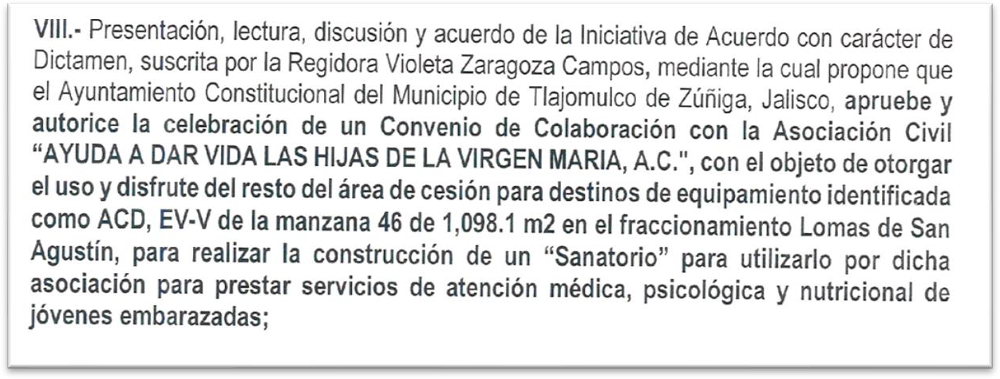 VIII.- Presentación, lectura, discusión y acuerdo de la Iniciativa de Acuerdo con carácter de
Dictamen, suscrita por la Regidora Violeta Zaragoza Campos, mediante la cual propone que
el Ayuntamiento Constitucional del Municipio de Tlajomulco de Zúñiga, Jalisco, apruebe y
autorice la celebración de un Convenio de Colaboración con la Asociación Civil
“AYUDA A DAR VIDA LAS HIJAS DE LA VIRGEN MARIA, A.C.", con el objeto de otorgar
el uso y disfrute del resto del área de cesión para destinos de equipamiento identificada
como ACD, EV-V de la manzana 46 de 1,098.1 m2 en el fraccionamiento Lomas de San
Agustín, para realizar la construcción de un “Sanatorio” para utilizarlo por dicha
asociación para prestar servicios de atención médica, psicológica y nutricional de
jóvenes embarazadas;